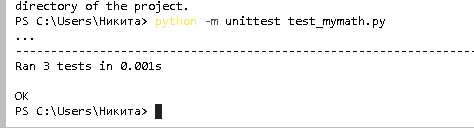 directory of the project.
PS C:\Users\Никита> python -m unittest test_mymath.py
...
----------------------------------------------------------------------
Ran 3 tests in 0.001s
OK
PS C:\Users\Никита>